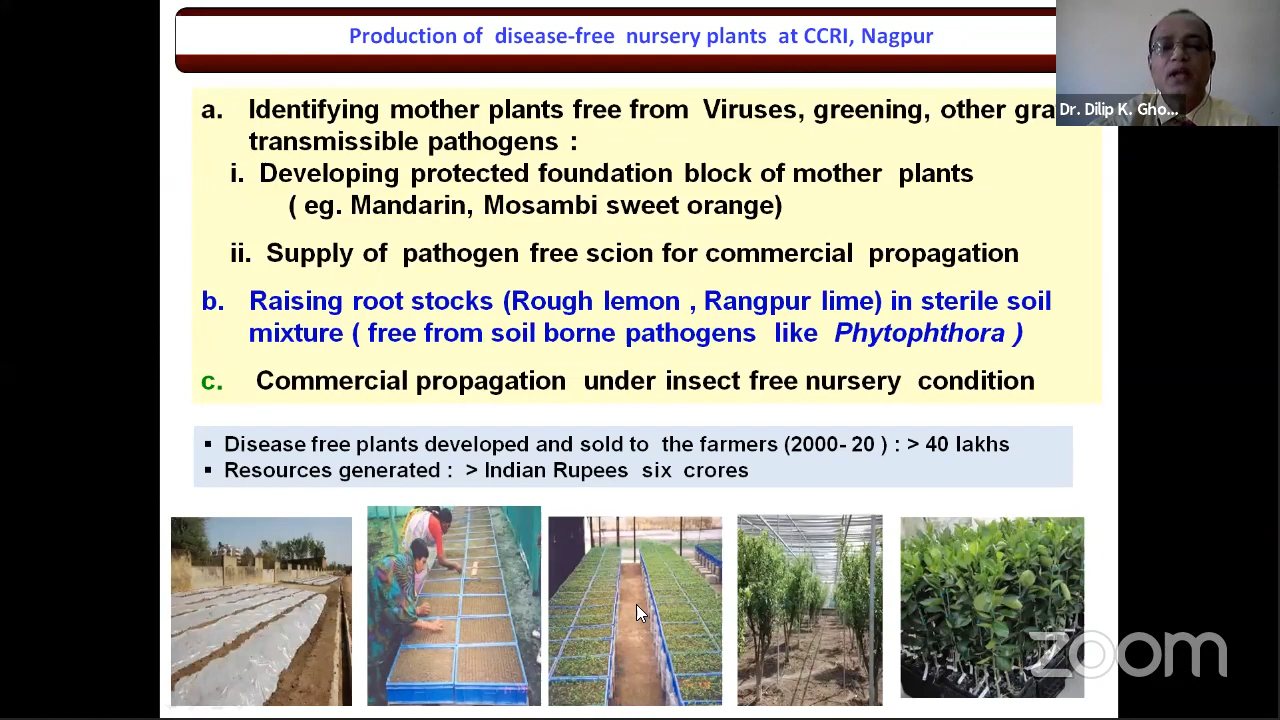 Production of disease-free nursery plants at CCRI, Nagpur
a. Identifying mother plants free from Viruses, greening, other
transmissible pathogens :
i. Developing protected foundation block of mother plants
( eg. Mandarin, Mosambi sweet orange)
ii. Supply of pathogen free scion for commercial propagation
b. Raising root stocks (Rough lemon , Rangpur lime) in sterile soil
mixture ( free from soil borne pathogens like Phytophthora )
c. Commercial propagation under insect free nursery condition
▪ Disease free plants developed and sold to the farmers (2000- 20 ) : > 40 lakhs
▪ Resources generated : > Indian Rupees six crores
Dr. Dilip K. Gho...
zoom